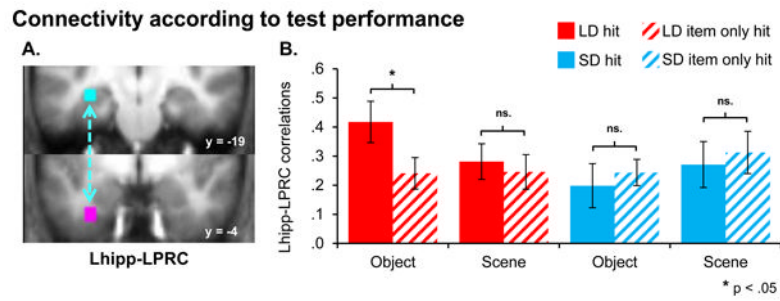 Connectivity according to test performance
A.
B.
LD hit
LD item only hit
SD hit
SD item only hit
y = -19
y = -4
Lhipp-LPRC
Lhipp-LPRC correlations
.6
.5
.4
.3
.2
.1
.0
*
ns.
ns.
ns.
Object
Scene
Object
Scene
* p < .05